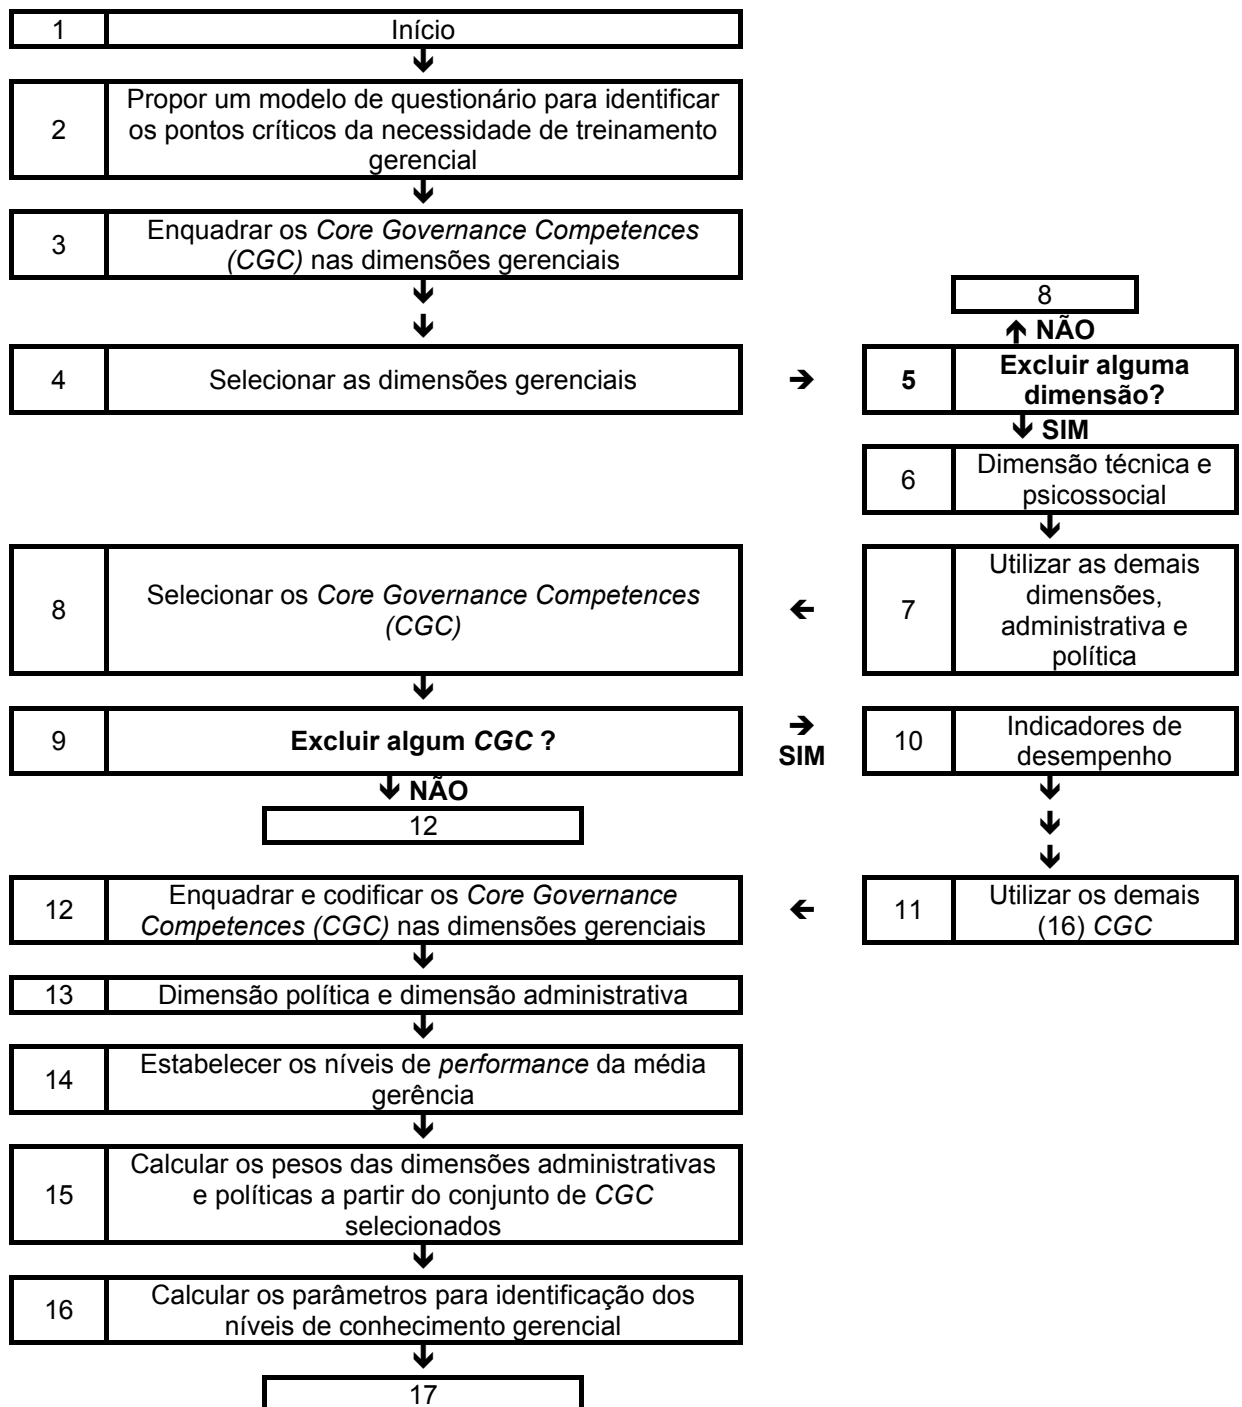 1 Início
2 Propor um modelo de questionário para identificar
os pontos críticos da necessidade de treinamento
gerencial
3 Enquadrar os Core Governance Competences
(CGC) nas dimensões gerenciais
8
NÃO
4 Selecionar as dimensões gerenciais
5 Excluir alguma
dimensão?
SIM
6 Dimensão técnica e
psicossocial
8 Selecionar os Core Governance Competences
(CGC)
7 Utilizar as demais
dimensões,
administrativa e
política
9 Excluir algum CGC ?
SIM
10 Indicadores de
desempenho
NÃO
12
12 Enquadrar e codificar os Core Governance
Competences (CGC) nas dimensões gerenciais
11 Utilizar os demais
(16) CGC
13 Dimensão política e dimensão administrativa
14 Estabelecer os níveis de performance da média
gerência
15 Calcular os pesos das dimensões administrativas
e políticas a partir do conjunto de CGC
selecionados
16 Calcular os parâmetros para identificação dos
níveis de conhecimento gerencial
17